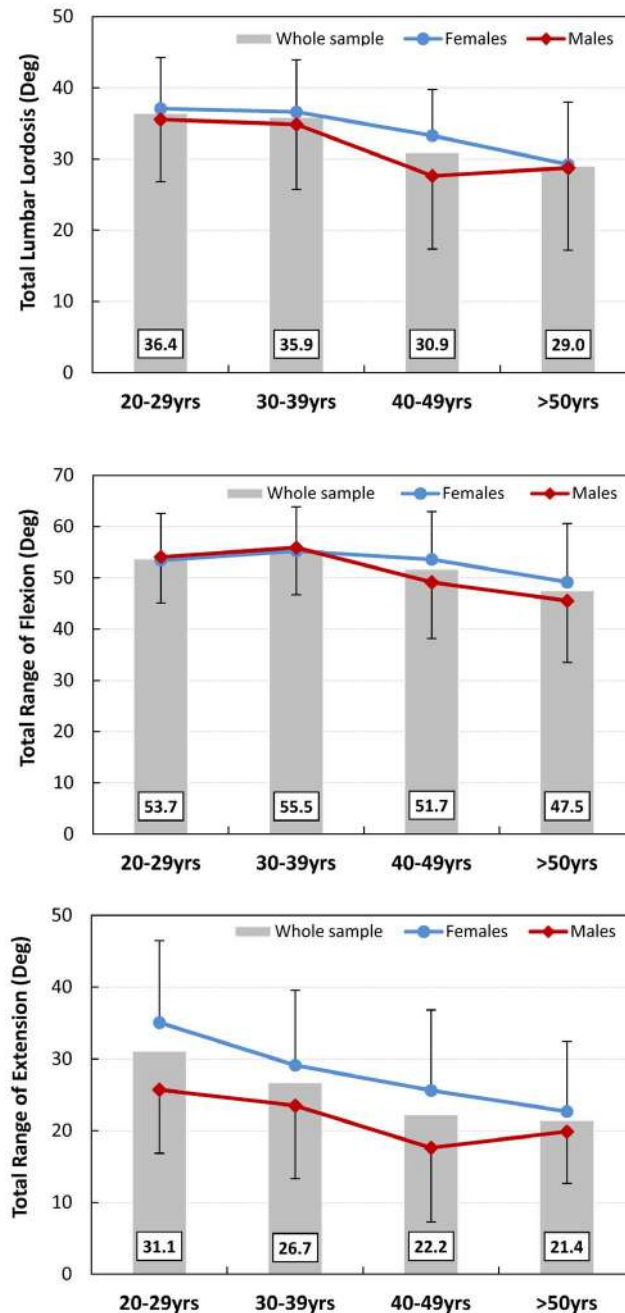 50
40
30
20
10
0
Total Lumbar Lordosis (Deg)
Whole sample Females Males
36.4 35.9 30.9 29.0
20-29yrs 30-39yrs 40-49yrs >50yrs
70
60
50
40
30
20
10
0
Total Range of Flexion (Deg)
Whole sample Females Males
53.7 55.5 51.7 47.5
20-29yrs 30-39yrs 40-49yrs >50yrs
50
40
30
20
10
0
Total Range of Extension (Deg)
Whole sample Females Males
31.1 26.7 22.2 21.4
20-29yrs 30-39yrs 40-49yrs >50yrs